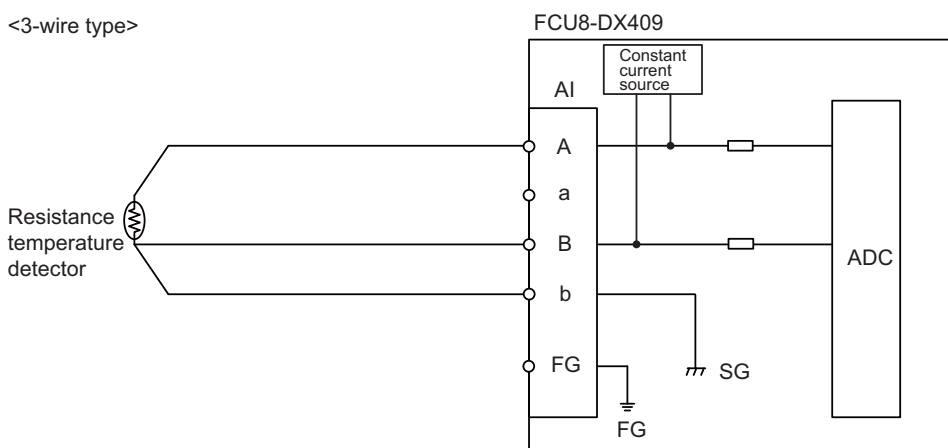 <3-wire type>
FCU8-DX409
Constant
current
source
AI
A
a
B
b
FG
Resistance
temperature
detector
ADC
SG
FG